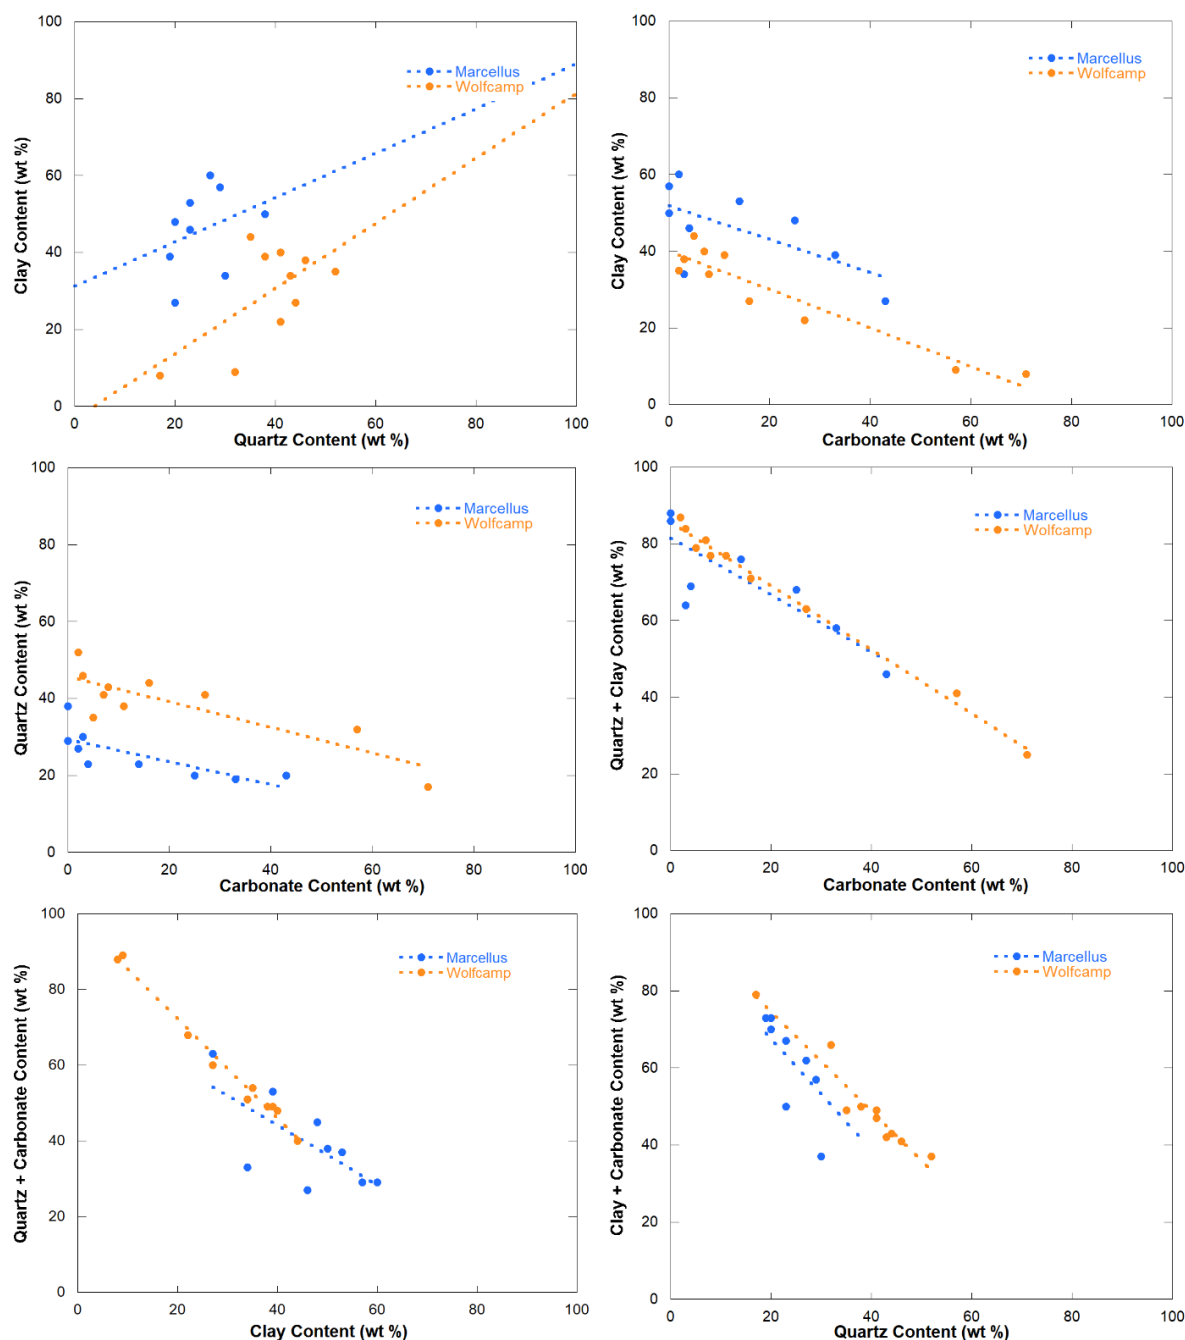 100
80
60
40
20
0
Clay Content (wt %)
Marcellus
Wolfcamp
0 20 40 60 80 100
Quartz Content (wt %)
100
80
60
40
20
0
Clay Content (wt %)
Marcellus
Wolfcamp
0 20 40 60 80 100
Carbonate Content (wt %)
100
80
60
40
20
0
Quartz Content (wt %)
Marcellus
Wolfcamp
0 20 40 60 80 100
Carbonate Content (wt %)
100
80
60
40
20
0
Quartz + Clay Content (wt %)
Marcellus
Wolfcamp
0 20 40 60 80 100
Carbonate Content (wt %)
100
80
60
40
20
0
Quartz + Carbonate Content (wt %)
Marcellus
Wolfcamp
0 20 40 60 80 100
Clay Content (wt %)
100
80
60
40
20
0
Clay + Carbonate Content (wt %)
Marcellus
Wolfcamp
0 20 40 60 80 100
Quartz Content (wt %)